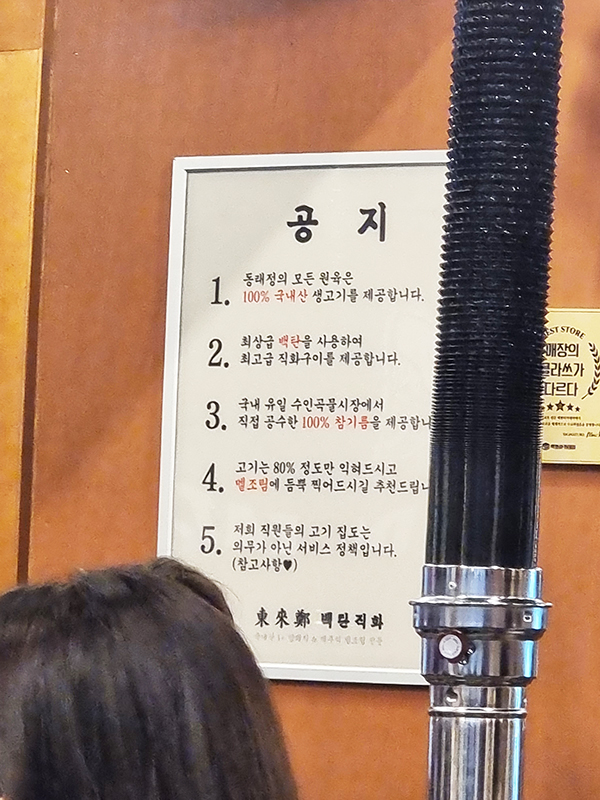 공 지
1. 동래정의 모든 원육은
100% 국내산 생고기를 제공합니다.
2. 최상급 백탄을 사용하여
최고급 직화구이를 제공합니다.
3. 국내 유일 수인곡물시장에서
직접 공수한 100% 참기름을 제공합니
4. 고기는 80% 정도만 익혀드시고
멜조림에 듬뿍 찍어드시길 추천드립니
5. 저희 직원들의 고기 집도는
의무가 아닌 서비스 정책입니다.
(참고사항♥)
東來鄭 백탄직화
EST STORE
매장의
클라쓰가
다르다